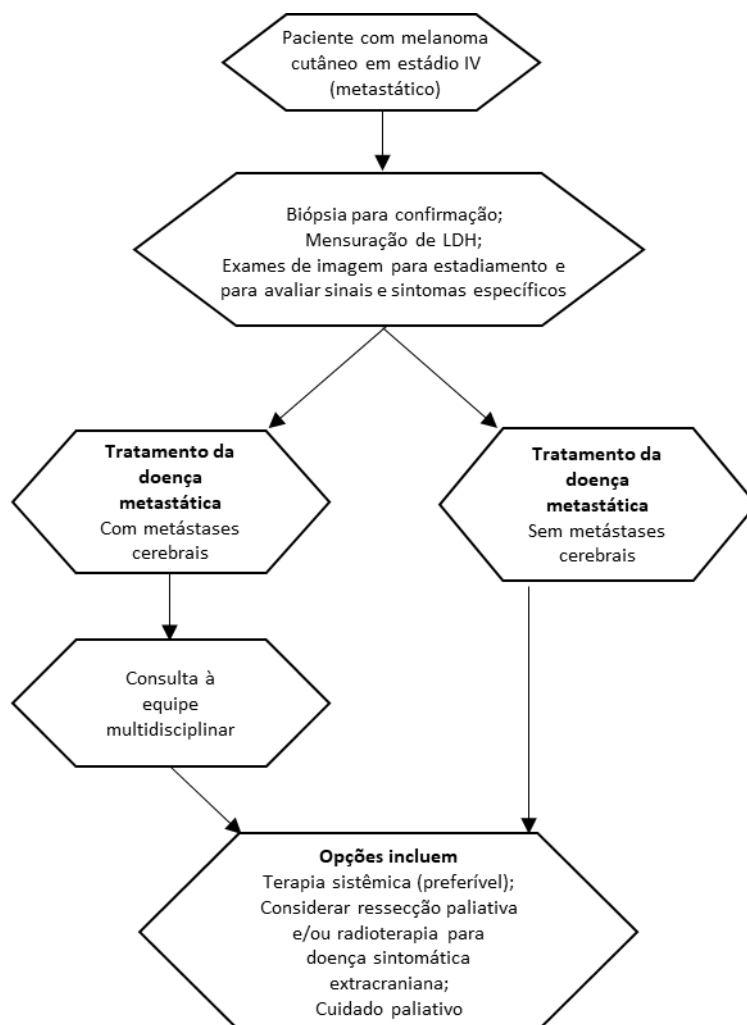 Paciente com melanoma
cutâneo em estádio IV
(metastático)
Biópsia para confirmação;
Mensuração de LDH;
Exames de imagem para estadiamento e
para avaliar sinais e sintomas específicos
Tratamento da
doença
metastática
Com metástases
cerebrais
Tratamento da
doença
metastática
Sem metástases
cerebrais
Consulta à
equipe
multidisciplinar
Opções incluem
Terapia sistêmica (preferível);
Considerar ressecção paliativa
e/ou radioterapia para
doença sintomática
extracraniana;
Cuidado paliativo